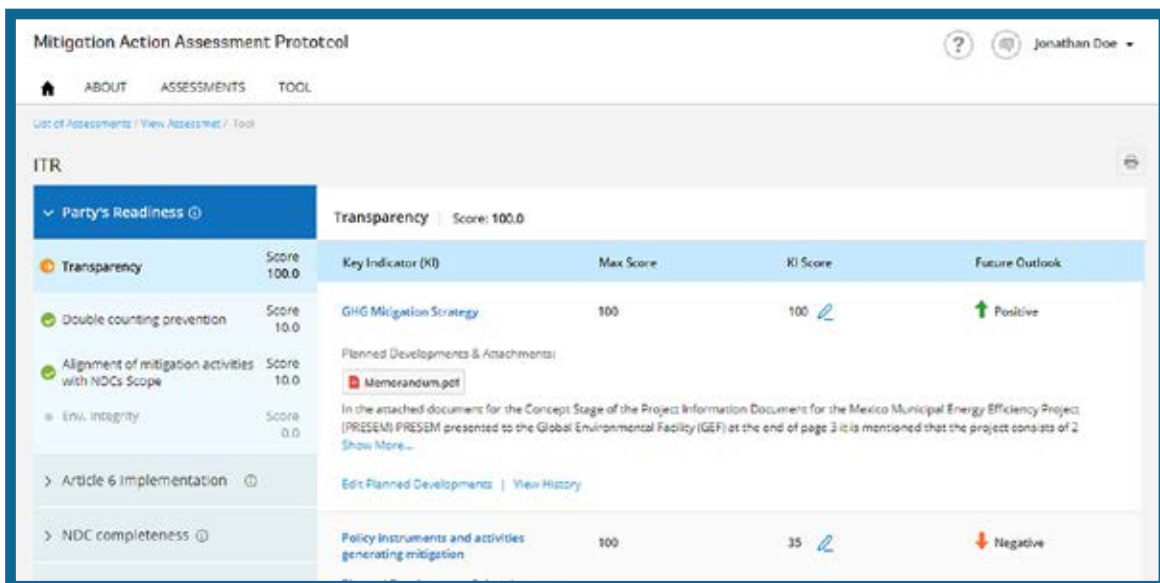 Mitigation Action Assessment Prototcol
? Jonathan Doe
ABOUT ASSESSMENTS TOOL
List of Assessments / View Assessmet / Tool
ITR
Party's Readiness
Transparency Score 100.0
Double counting prevention Score 10.0
Alignment of mitigation activities with NDCs Scope Score 10.0
Env. Integrity Score 0.0
Article 6 Implementation
NDC completeness
Transparency Score: 100.0
Key Indicator (KI) Max Score KI Score Future Outlook
GHG Mitigation Strategy 100 100 Positive
Planned Developments & Attachments:
Memorandum.pdf
In the attached document for the Concept Stage of the Project Information Document for the Mexico Municipal Energy Efficiency Project
(PRESEM) PRESEM presented to the Global Environmental Facility (GEF) at the end of page 3 it is mentioned that the project consists of 2
Show More...
Edit Planned Developments | View History
Policy instruments and activities
generating mitigation 100 35 Negative